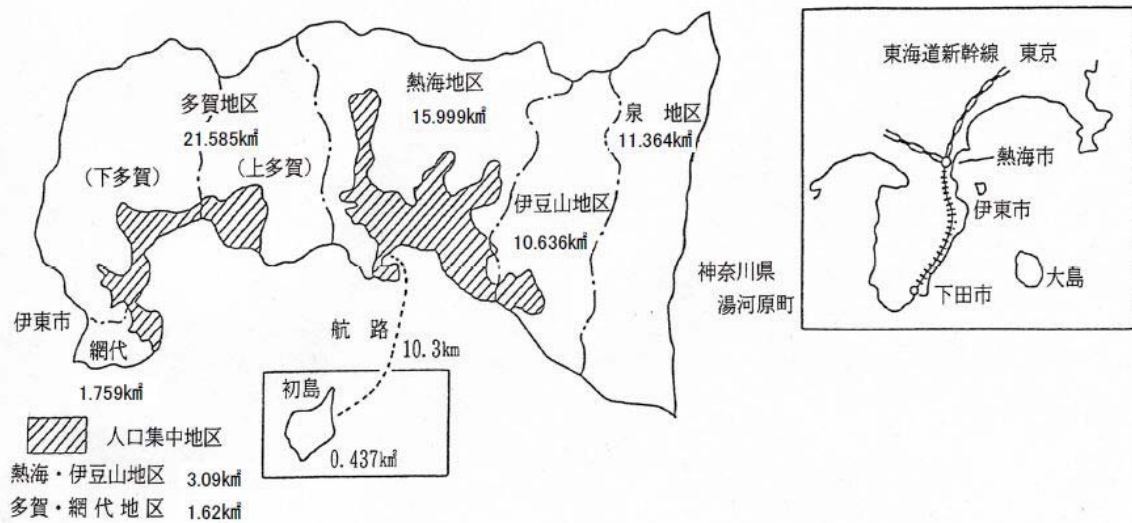 多賀地区
21.585k㎡
(下多賀)
(上多賀)
熱海地区
15.999k㎡
泉 地区
11.364k㎡
伊豆山地区
10.636k㎡
神奈川県
湯河原町
伊東市
網代
1.759k㎡
航 路
10.3km
初島
0.437k㎡
人口集中地区
熱海・伊豆山地区 3.09k㎡
多賀・網代地区 1.62k㎡
東海道新幹線 東京
熱海市
伊東市
大島
下田市